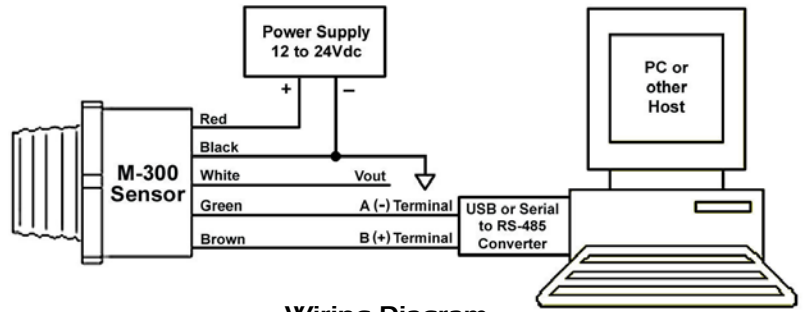 Power Supply
12 to 24Vdc
+ –
PC or
other
Host
M-300
Sensor
Red
Black
White Vout
Green A (-) Terminal
Brown B (+) Terminal
USB or Serial
to RS-485
Converter
Wiring Diagram